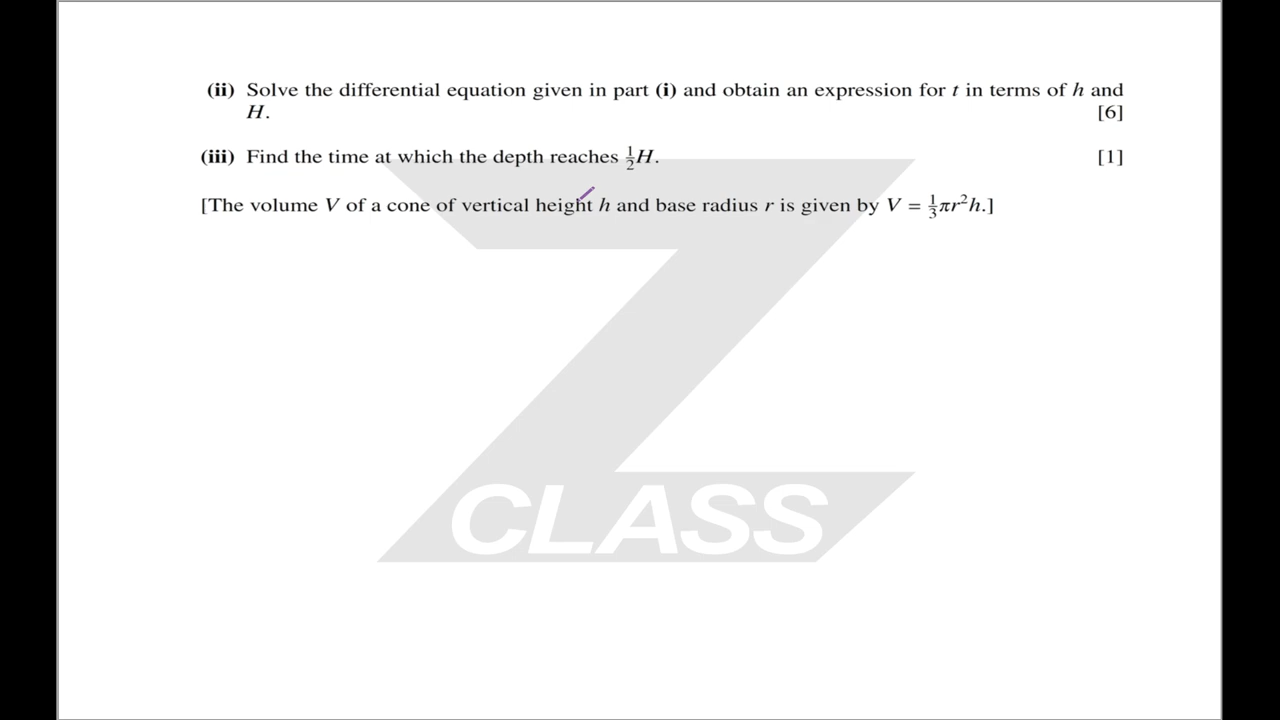 (ii) Solve the differential equation given in part (i) and obtain an expression for t in terms of h and
H. [6]
(iii) Find the time at which the depth reaches ½H. [1]
[The volume V of a cone of vertical height h and base radius r is given by V = ⅓πr²h.]
CLASS